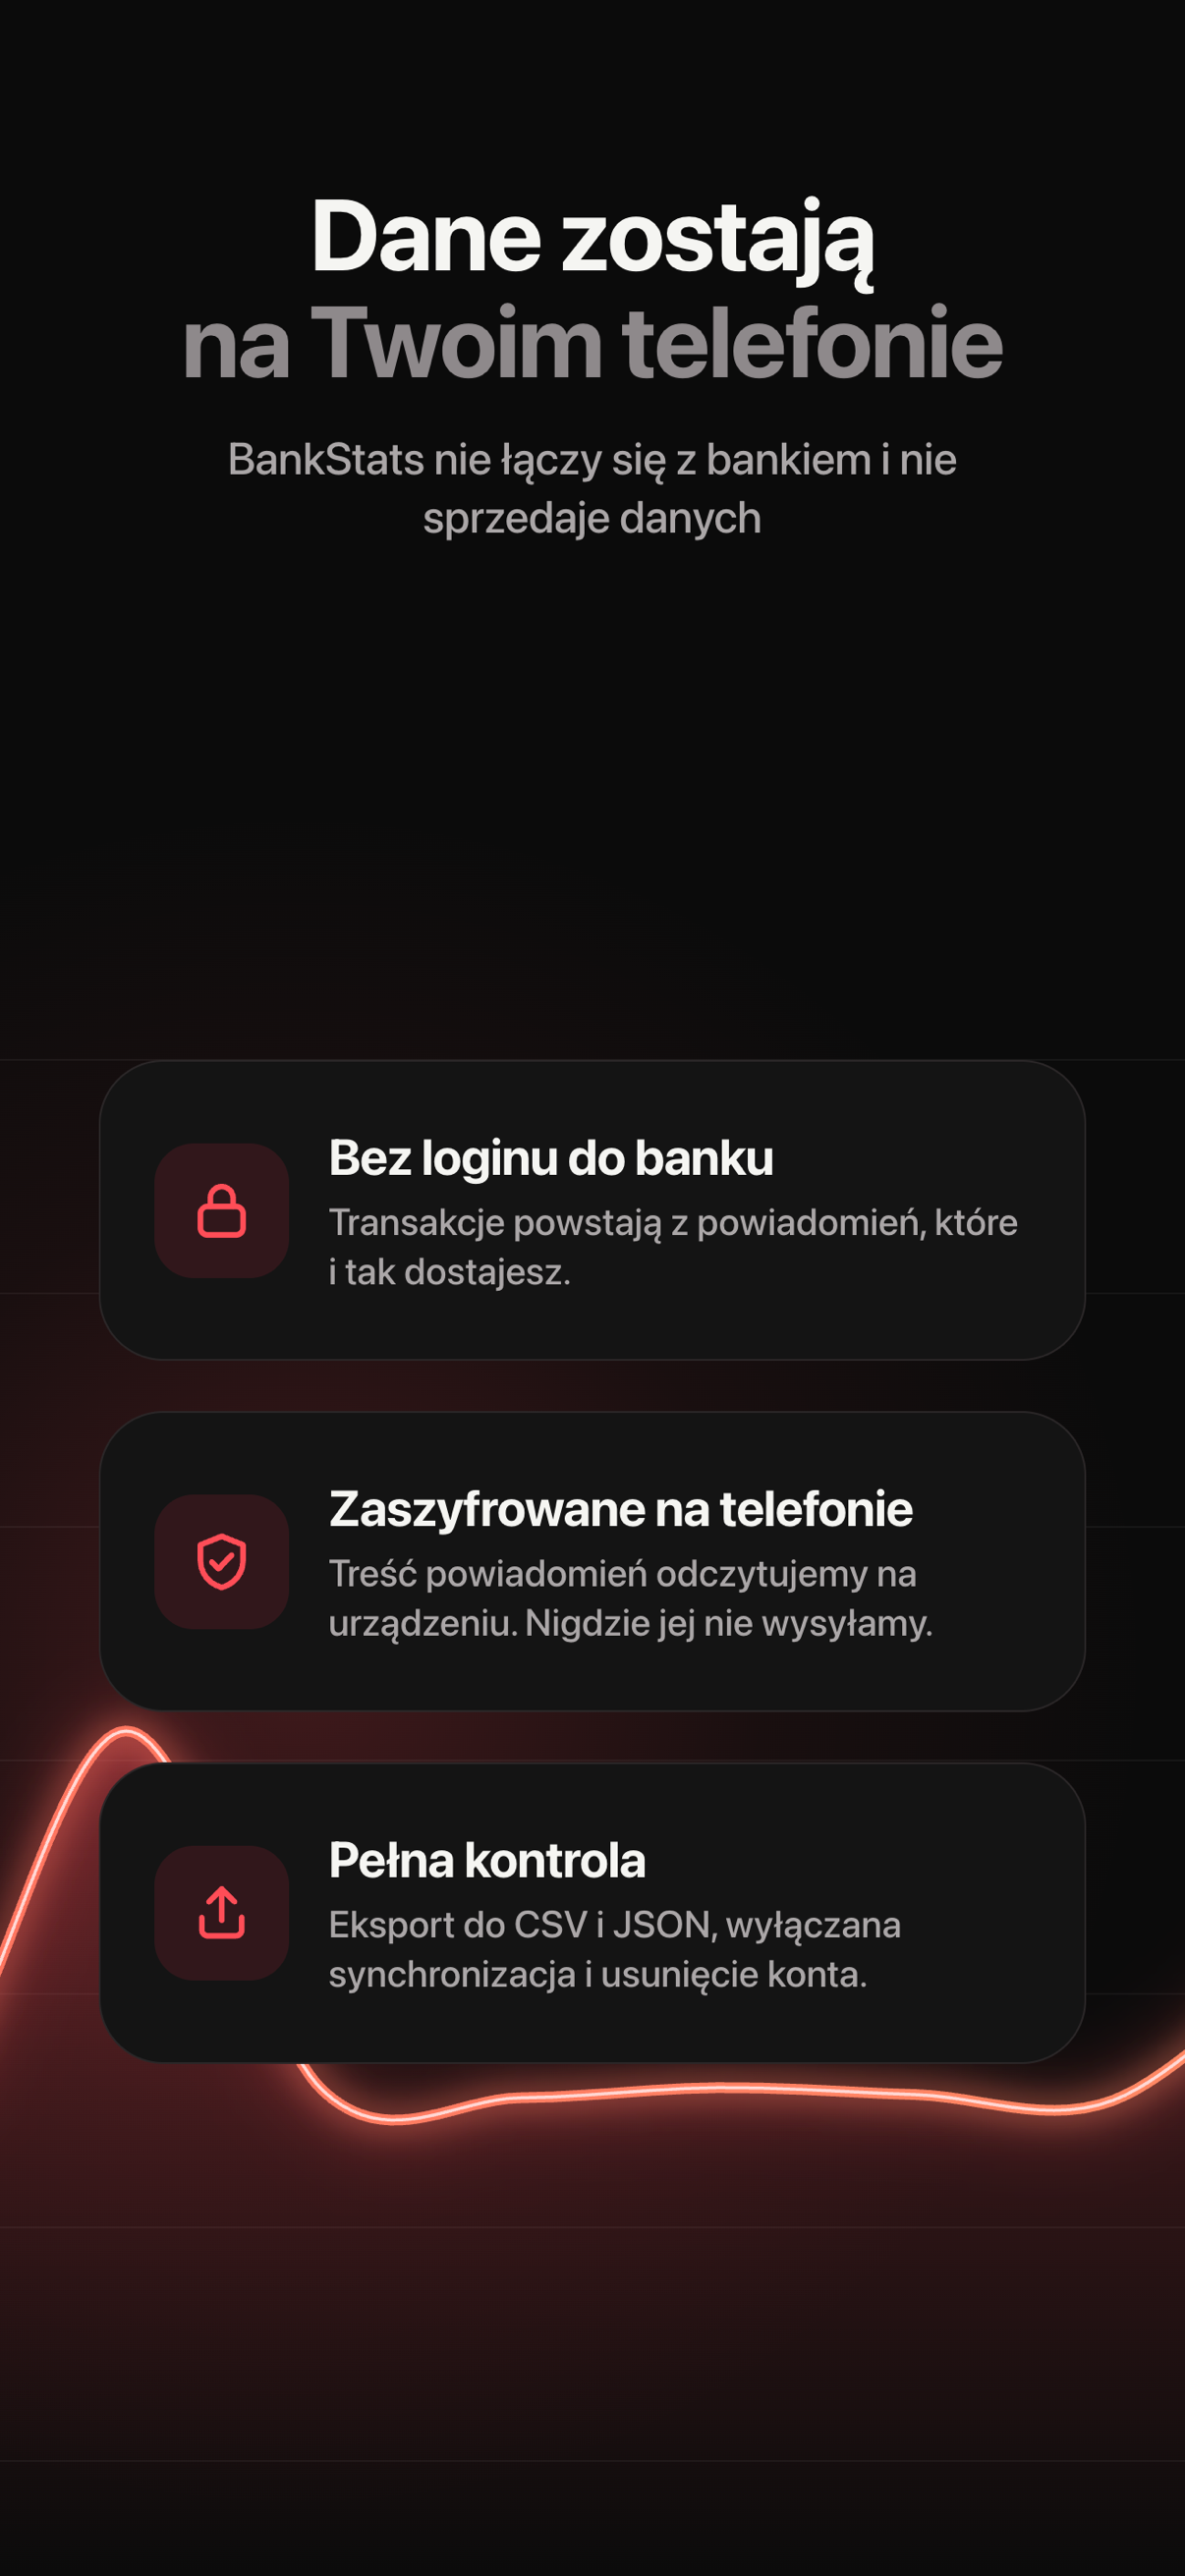 Dane zostają
na Twoim telefonie
BankStats nie łączy się z bankiem i nie
sprzedaje danych
Bez loginu do banku
Transakcje powstają z powiadomień, które
i tak dostajesz.
Zaszyfrowane na telefonie
Treść powiadomień odczytujemy na
urządzeniu. Nigdzie jej nie wysyłamy.
Pełna kontrola
Eksport do CSV i JSON, wyłączana
synchronizacja i usunięcie konta.